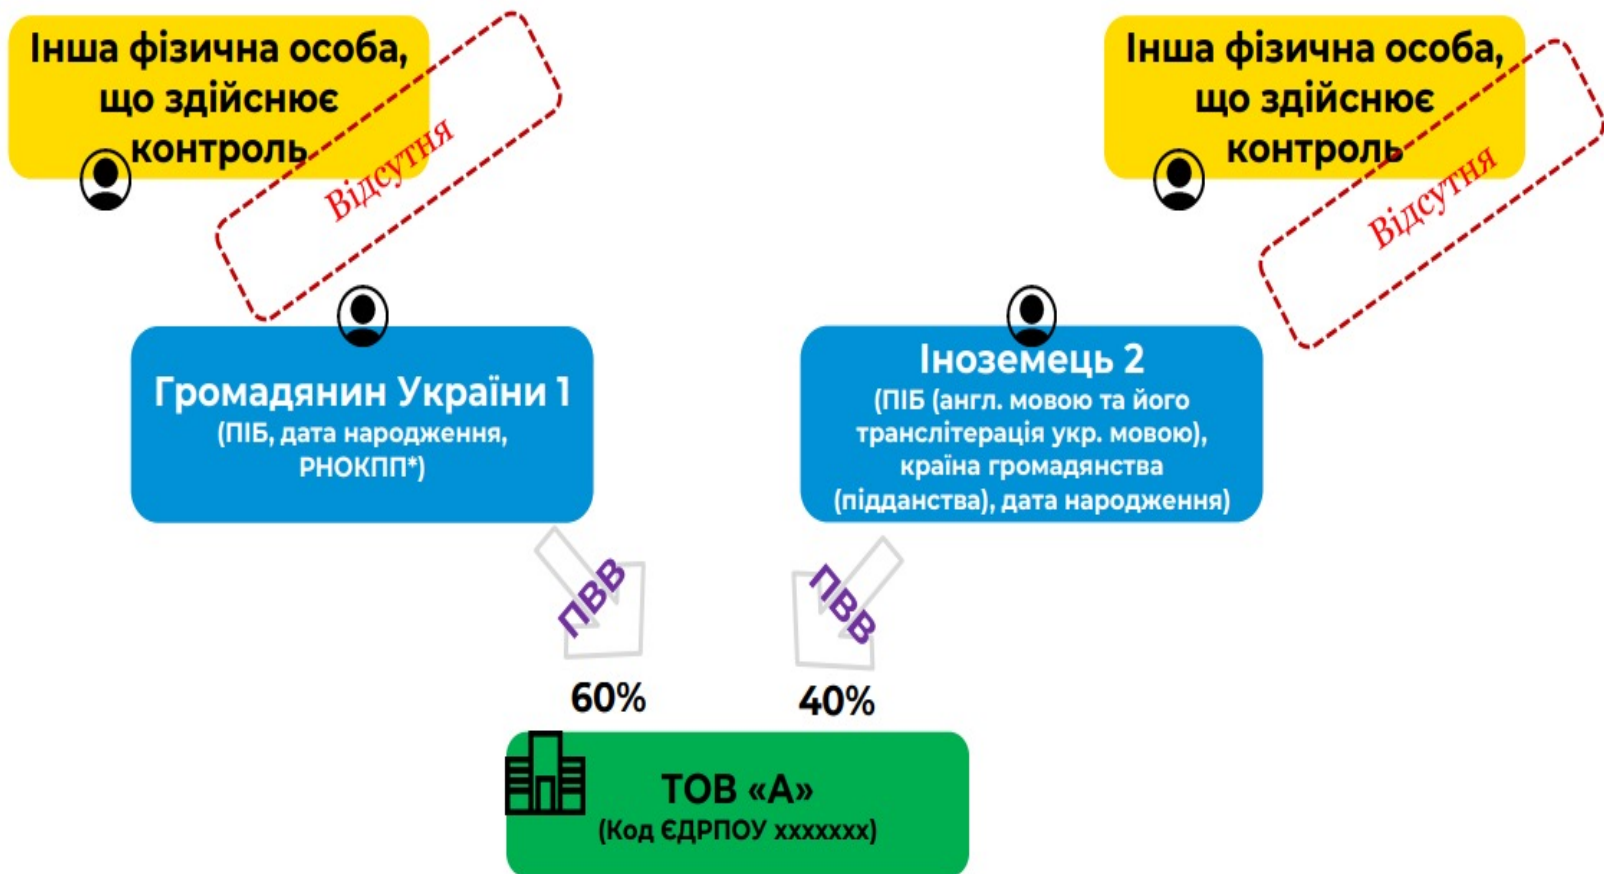 Інша фізична особа,
що здійснює
контроль
Відсутня
Інша фізична особа,
що здійснює
контроль
Відсутня
Громадянин України 1
(ПІБ, дата народження,
РНОКПП*)
Іноземець 2
(ПІБ (англ. мовою та його
транслітерація укр. мовою),
країна громадянства
(підданства), дата народження)
ПВВ
ПВВ
60%
40%
ТОВ «А»
(Код ЄДРПОУ xxxxxxx)